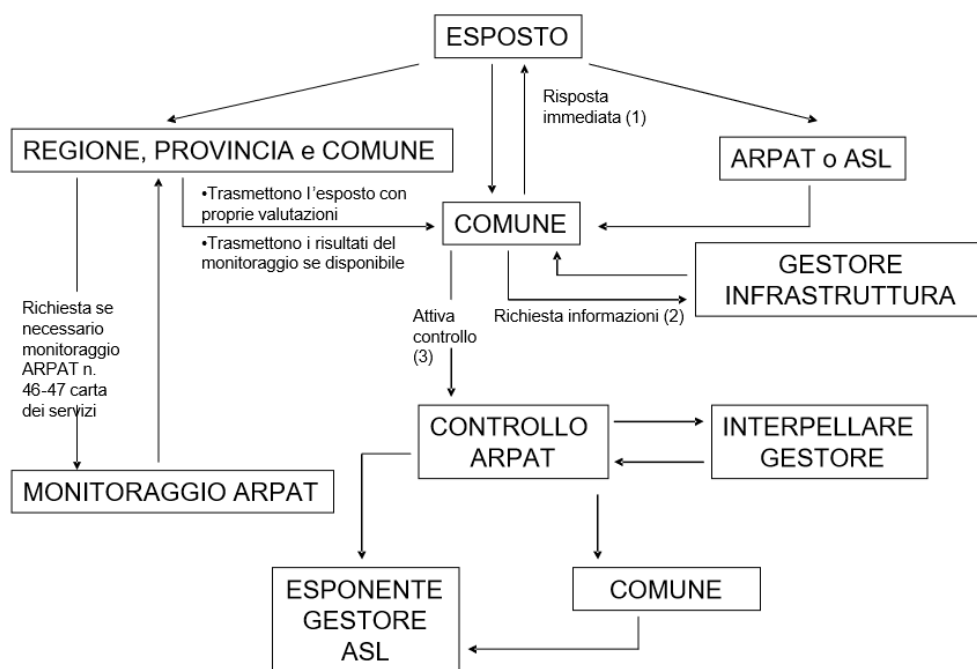 ESPOSTO
Risposta
immediata (1)
REGIONE, PROVINCIA e COMUNE
ARPAT o ASL
•Trasmettono l'esposto con
proprie valutazioni
•Trasmettono i risultati del
monitoraggio se disponibile
COMUNE
GESTORE
INFRASTRUTTURA
Richiesta se
necessario
monitoraggio
ARPAT n.
46-47 carta
dei servizi
Attiva
controllo
(3)
Richiesta informazioni (2)
CONTROLLO
ARPAT
INTERPELLARE
GESTORE
MONITORAGGIO ARPAT
ESPONENTE
GESTORE
ASL
COMUNE